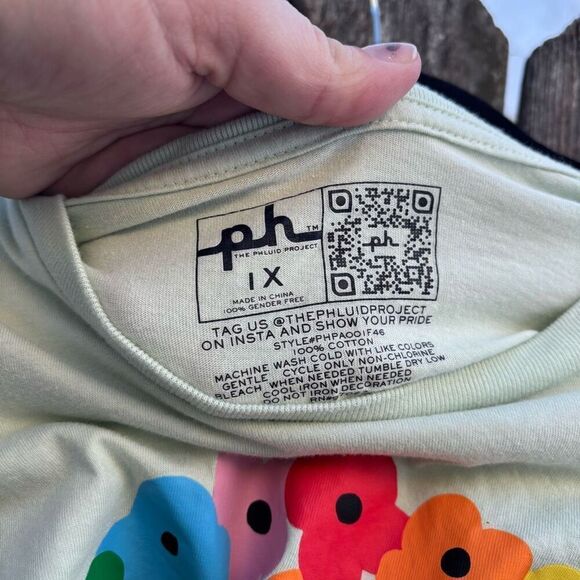 ph™
THE PHLUID PROJECT
1X
MADE IN CHINA
100% GENDER FREE
ph
TAG US @THEPHLUIDPROJECT
ON INSTA AND SHOW YOUR PRIDE
STYLE#PHPA001F46
100% COTTON
MACHINE WASH COLD WITH LIKE COLORS
GENTLE CYCLE ONLY NON-CHLORINE
BLEACH WHEN NEEDED TUMBLE DRY LOW
COOL IRON WHEN NEEDED
DO NOT IRON DECORATION